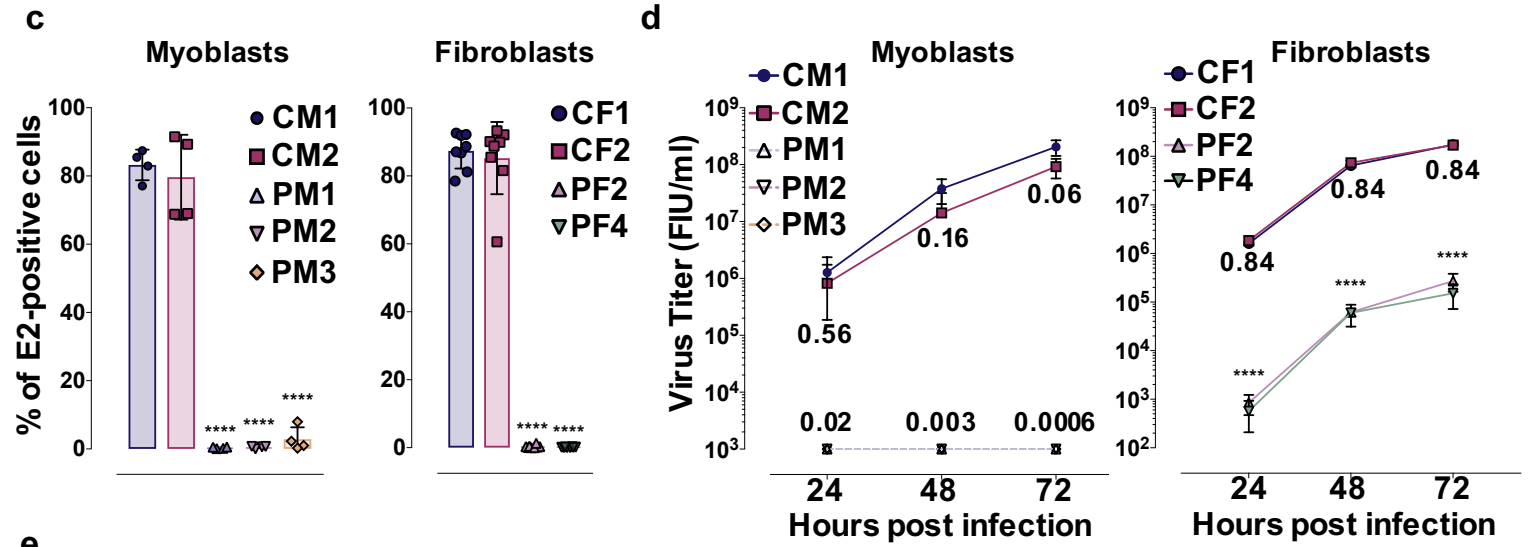 c
Myoblasts
% of E2-positive cells
100
80
60
40
20
0
CM1
CM2
PM1
PM2
PM3
****
****
****
Fibroblasts
100
80
60
40
20
0
CF1
CF2
PF2
PF4
****
****
d
Myoblasts
Virus Titer (FIU/ml)
CM1
CM2
PM1
PM2
PM3
10⁹
10⁸
10⁷
10⁶
10⁵
10⁴
10³
0.56
0.16
0.06
0.02
0.003
0.0006
24
48
72
Hours post infection
Fibroblasts
CF1
CF2
PF2
PF4
10⁹
10⁸
10⁷
10⁶
10⁵
10⁴
10³
10²
0.84
0.84
0.84
****
****
****
24
48
72
Hours post infection